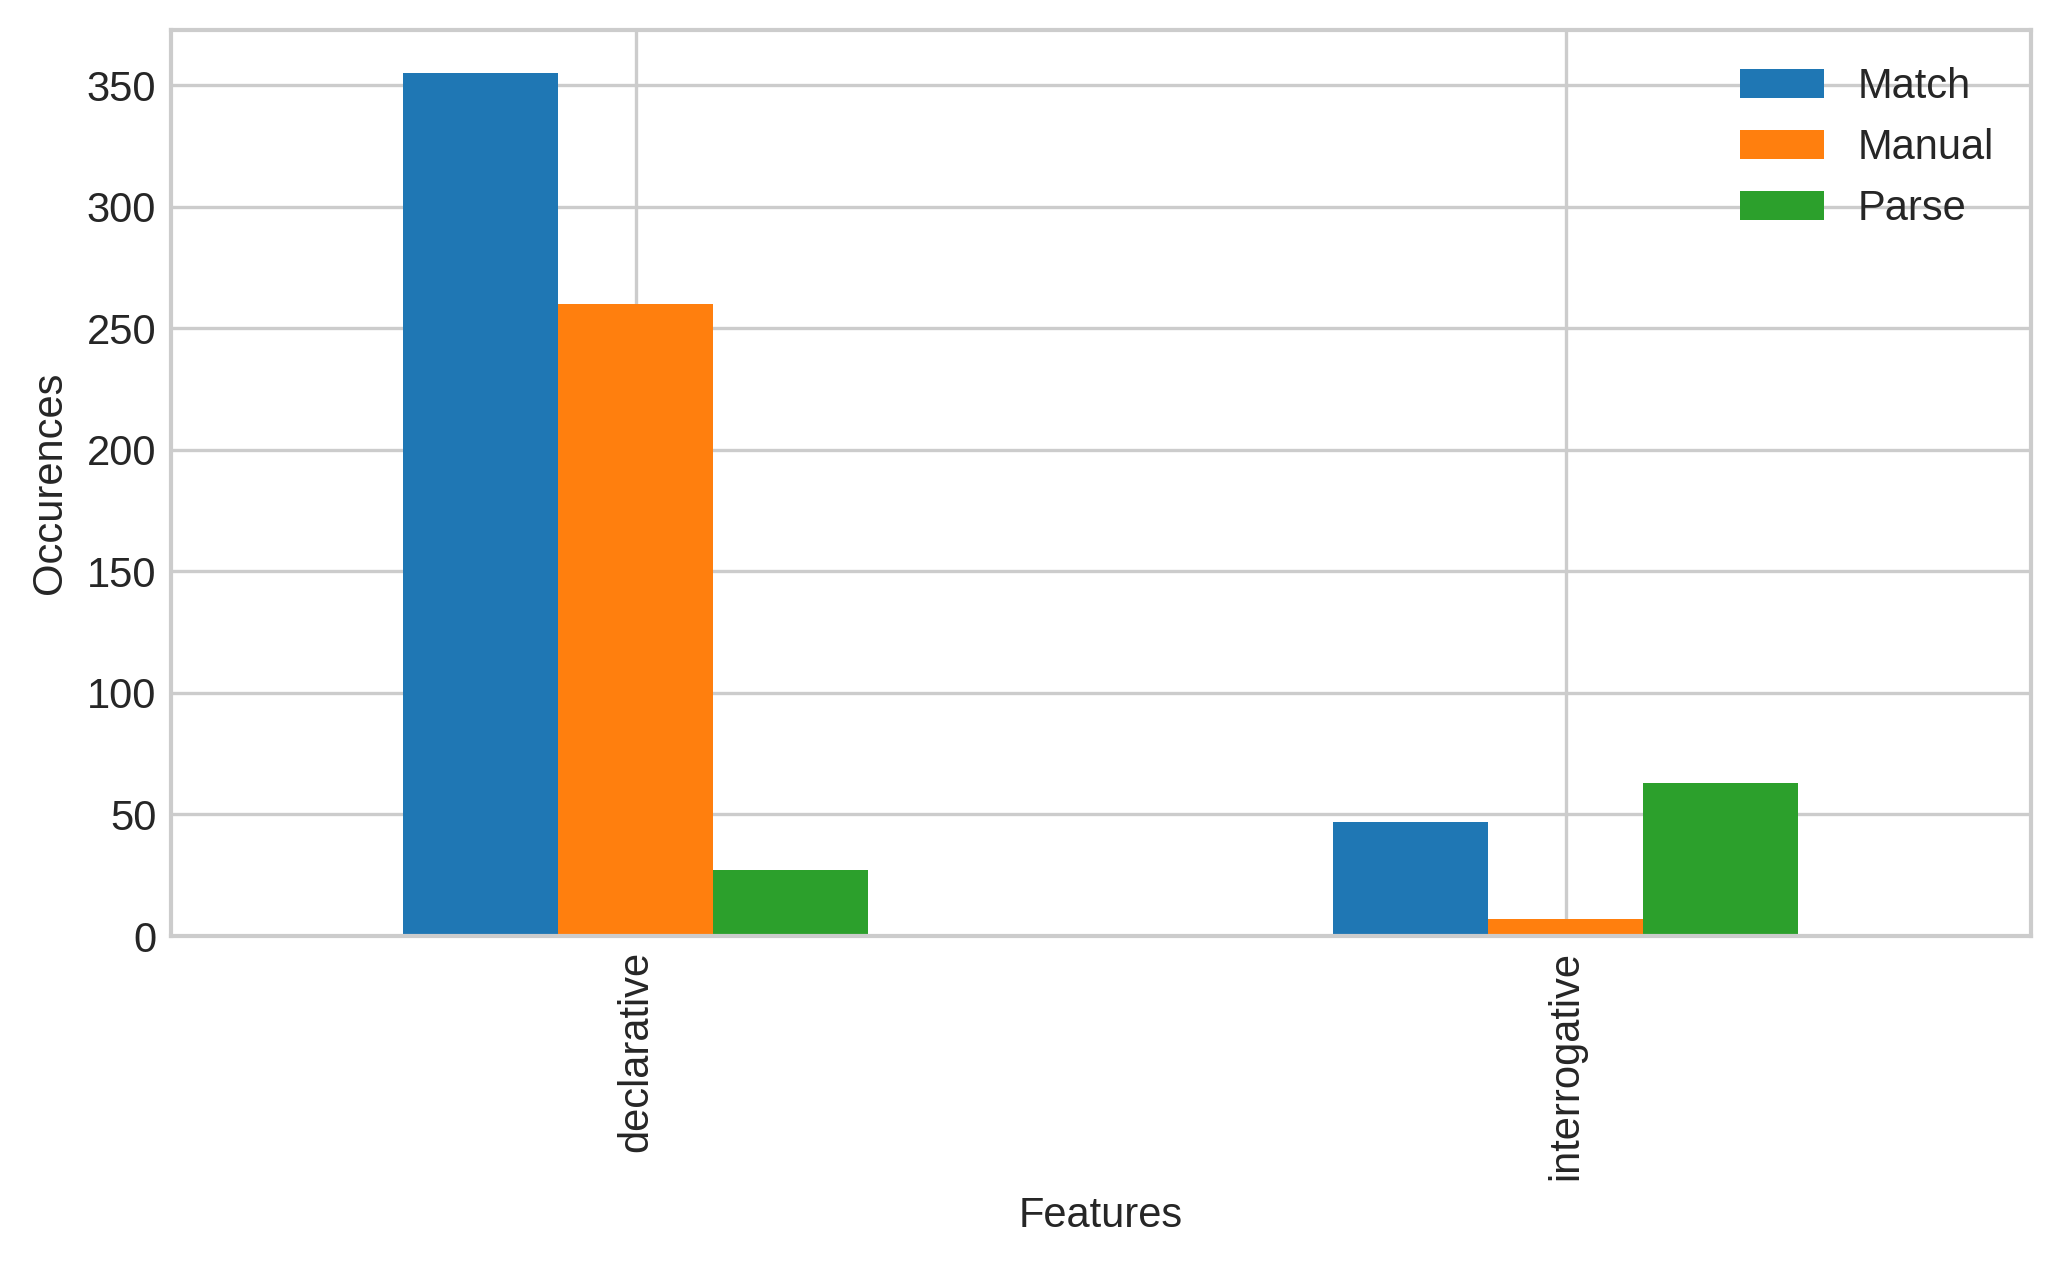 Match
Manual
Parse
350
300
250
200
150
100
50
0
Occurences
declarative
interrogative
Features